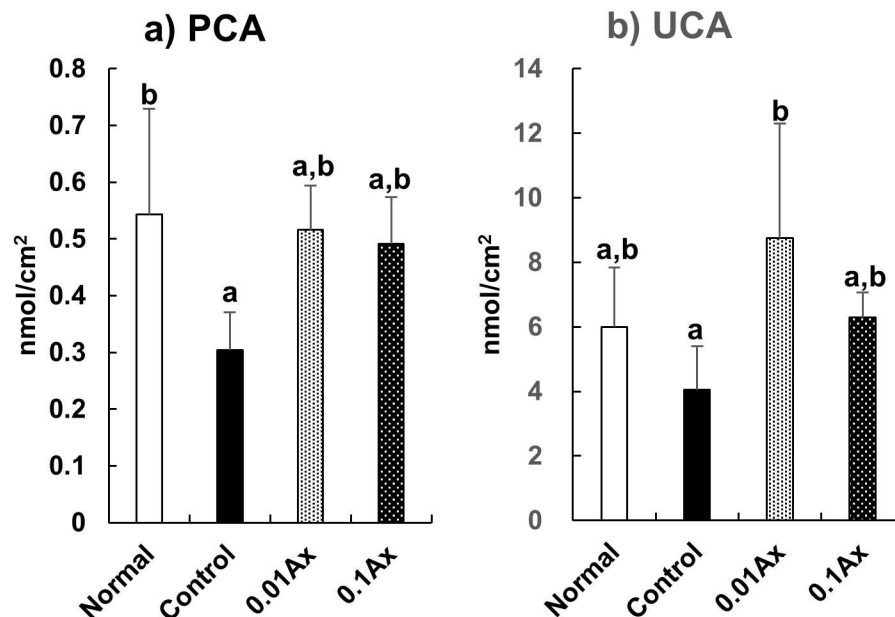 a) PCA
0.8
0.7
0.6
0.5
0.4
0.3
0.2
0.1
0
nmol/cm²
b
a
a,b
a,b
Normal
Control
0.01Ax
0.1Ax
b) UCA
14
12
10
8
6
4
2
0
nmol/cm²
a,b
a
b
a,b
Normal
Control
0.01Ax
0.1Ax